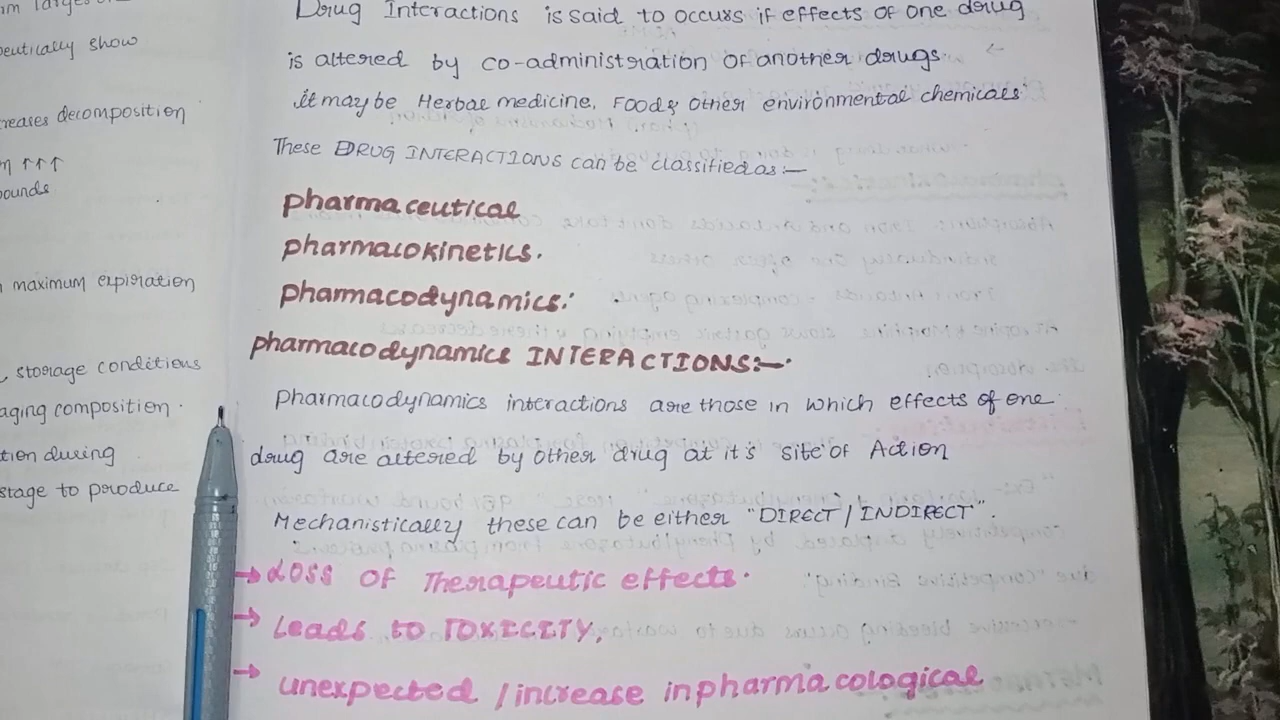 peutically show
creases decomposition
↑↑↑
ounds
maximum expiration
storage conditions
aging composition.
tion during
stage to produce
Drug Interactions is said to occurs if effects of one drug
is altered by co-administration of another drugs.
it may be Herbal medicine, Food & other environmental chemicals
These DRUG INTERACTIONS can be classified as:—
pharmaceutical
pharmacokinetics.
pharmacodynamics:
pharmacodynamics INTERACTIONS:—.
Pharmacodynamics interactions are those in which effects of one
drug are altered by other drug at it's site of Action
Mechanistically these can be either "DIRECT / INDIRECT".
→ Loss of Therapeutic effects.
→ Leads to TOXICITY,
→ unexpected / increase in pharmacological